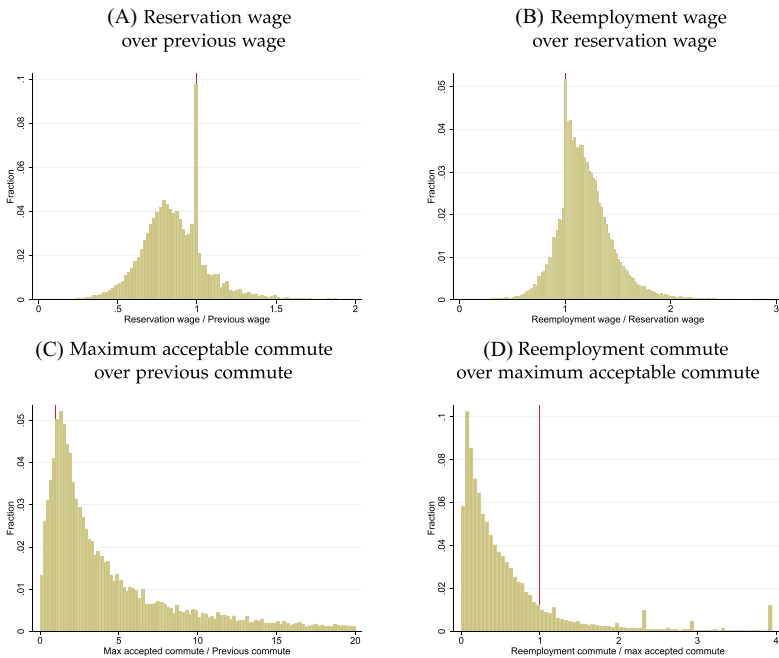 (A) Reservation wage
over previous wage
.1
.08
.06
.04
.02
0
Fraction
0 .5 1 1.5 2
Reservation wage / Previous wage
(B) Reemployment wage
over reservation wage
.05
.04
.03
.02
.01
0
Fraction
0 1 2 3
Reemployment wage / Reservation wage
(C) Maximum acceptable commute
over previous commute
.05
.04
.03
.02
.01
0
Fraction
0 5 10 15 20
Max accepted commute / Previous commute
(D) Reemployment commute
over maximum acceptable commute
.1
.08
.06
.04
.02
0
Fraction
0 1 2 3 4
Reemployment commute / max accepted commute